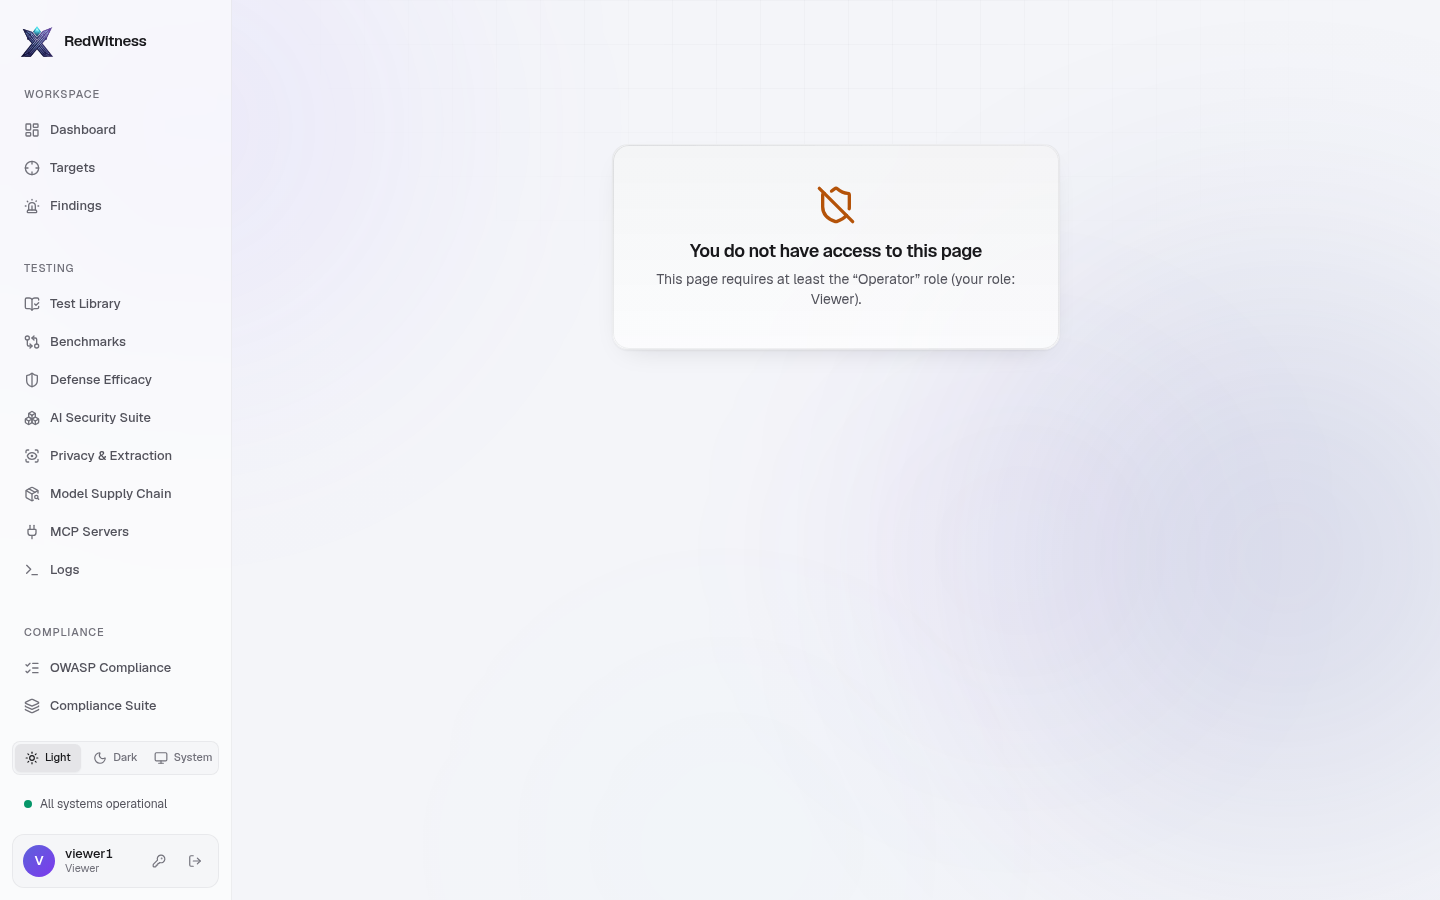 RedWitness
WORKSPACE
Dashboard
Targets
Findings
TESTING
Test Library
Benchmarks
Defense Efficacy
AI Security Suite
Privacy & Extraction
Model Supply Chain
MCP Servers
Logs
COMPLIANCE
OWASP Compliance
Compliance Suite
Light Dark System
All systems operational
V
viewer1
Viewer
You do not have access to this page
This page requires at least the “Operator” role (your role:
Viewer).